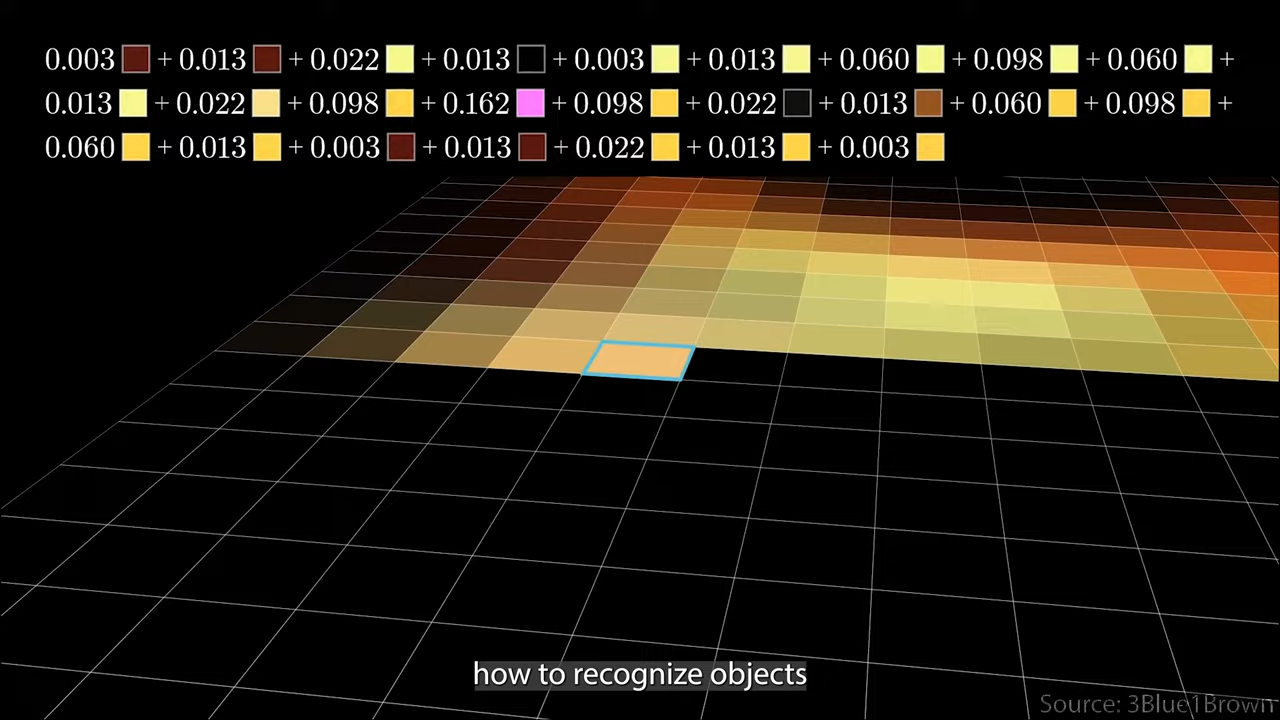 0.003 + 0.013 + 0.022 + 0.013 + 0.003 + 0.013 + 0.060 + 0.098 + 0.060 +
0.013 + 0.022 + 0.098 + 0.162 + 0.098 + 0.022 + 0.013 + 0.060 + 0.098 +
0.060 + 0.013 + 0.003 + 0.013 + 0.022 + 0.013 + 0.003
how to recognize objects
Source: 3Blue1Brown